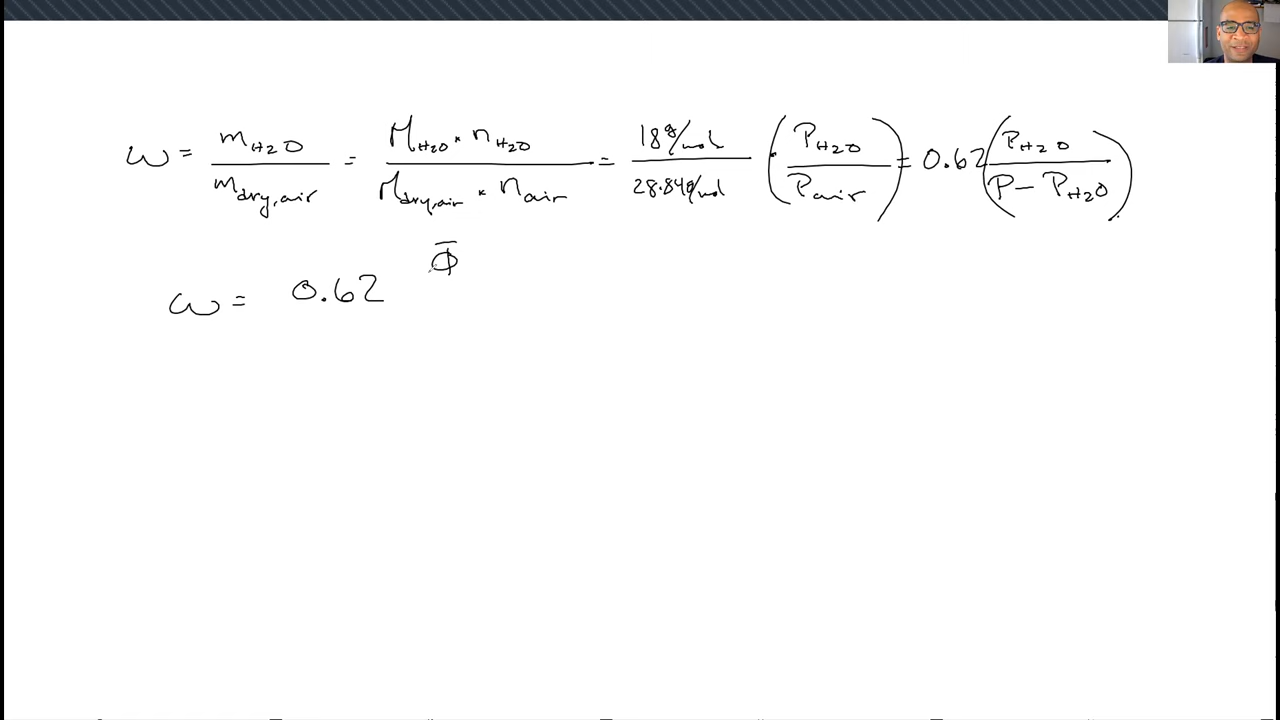 ω = m_H2O / m_dry,air = M_H2O · n_H2O / M_dry,air · n_air = 18 g/mol / 28.84 g/mol · (P_H2O / P_air) = 0.62 (P_H2O / P - P_H2O)
ω = 0.62 Φ